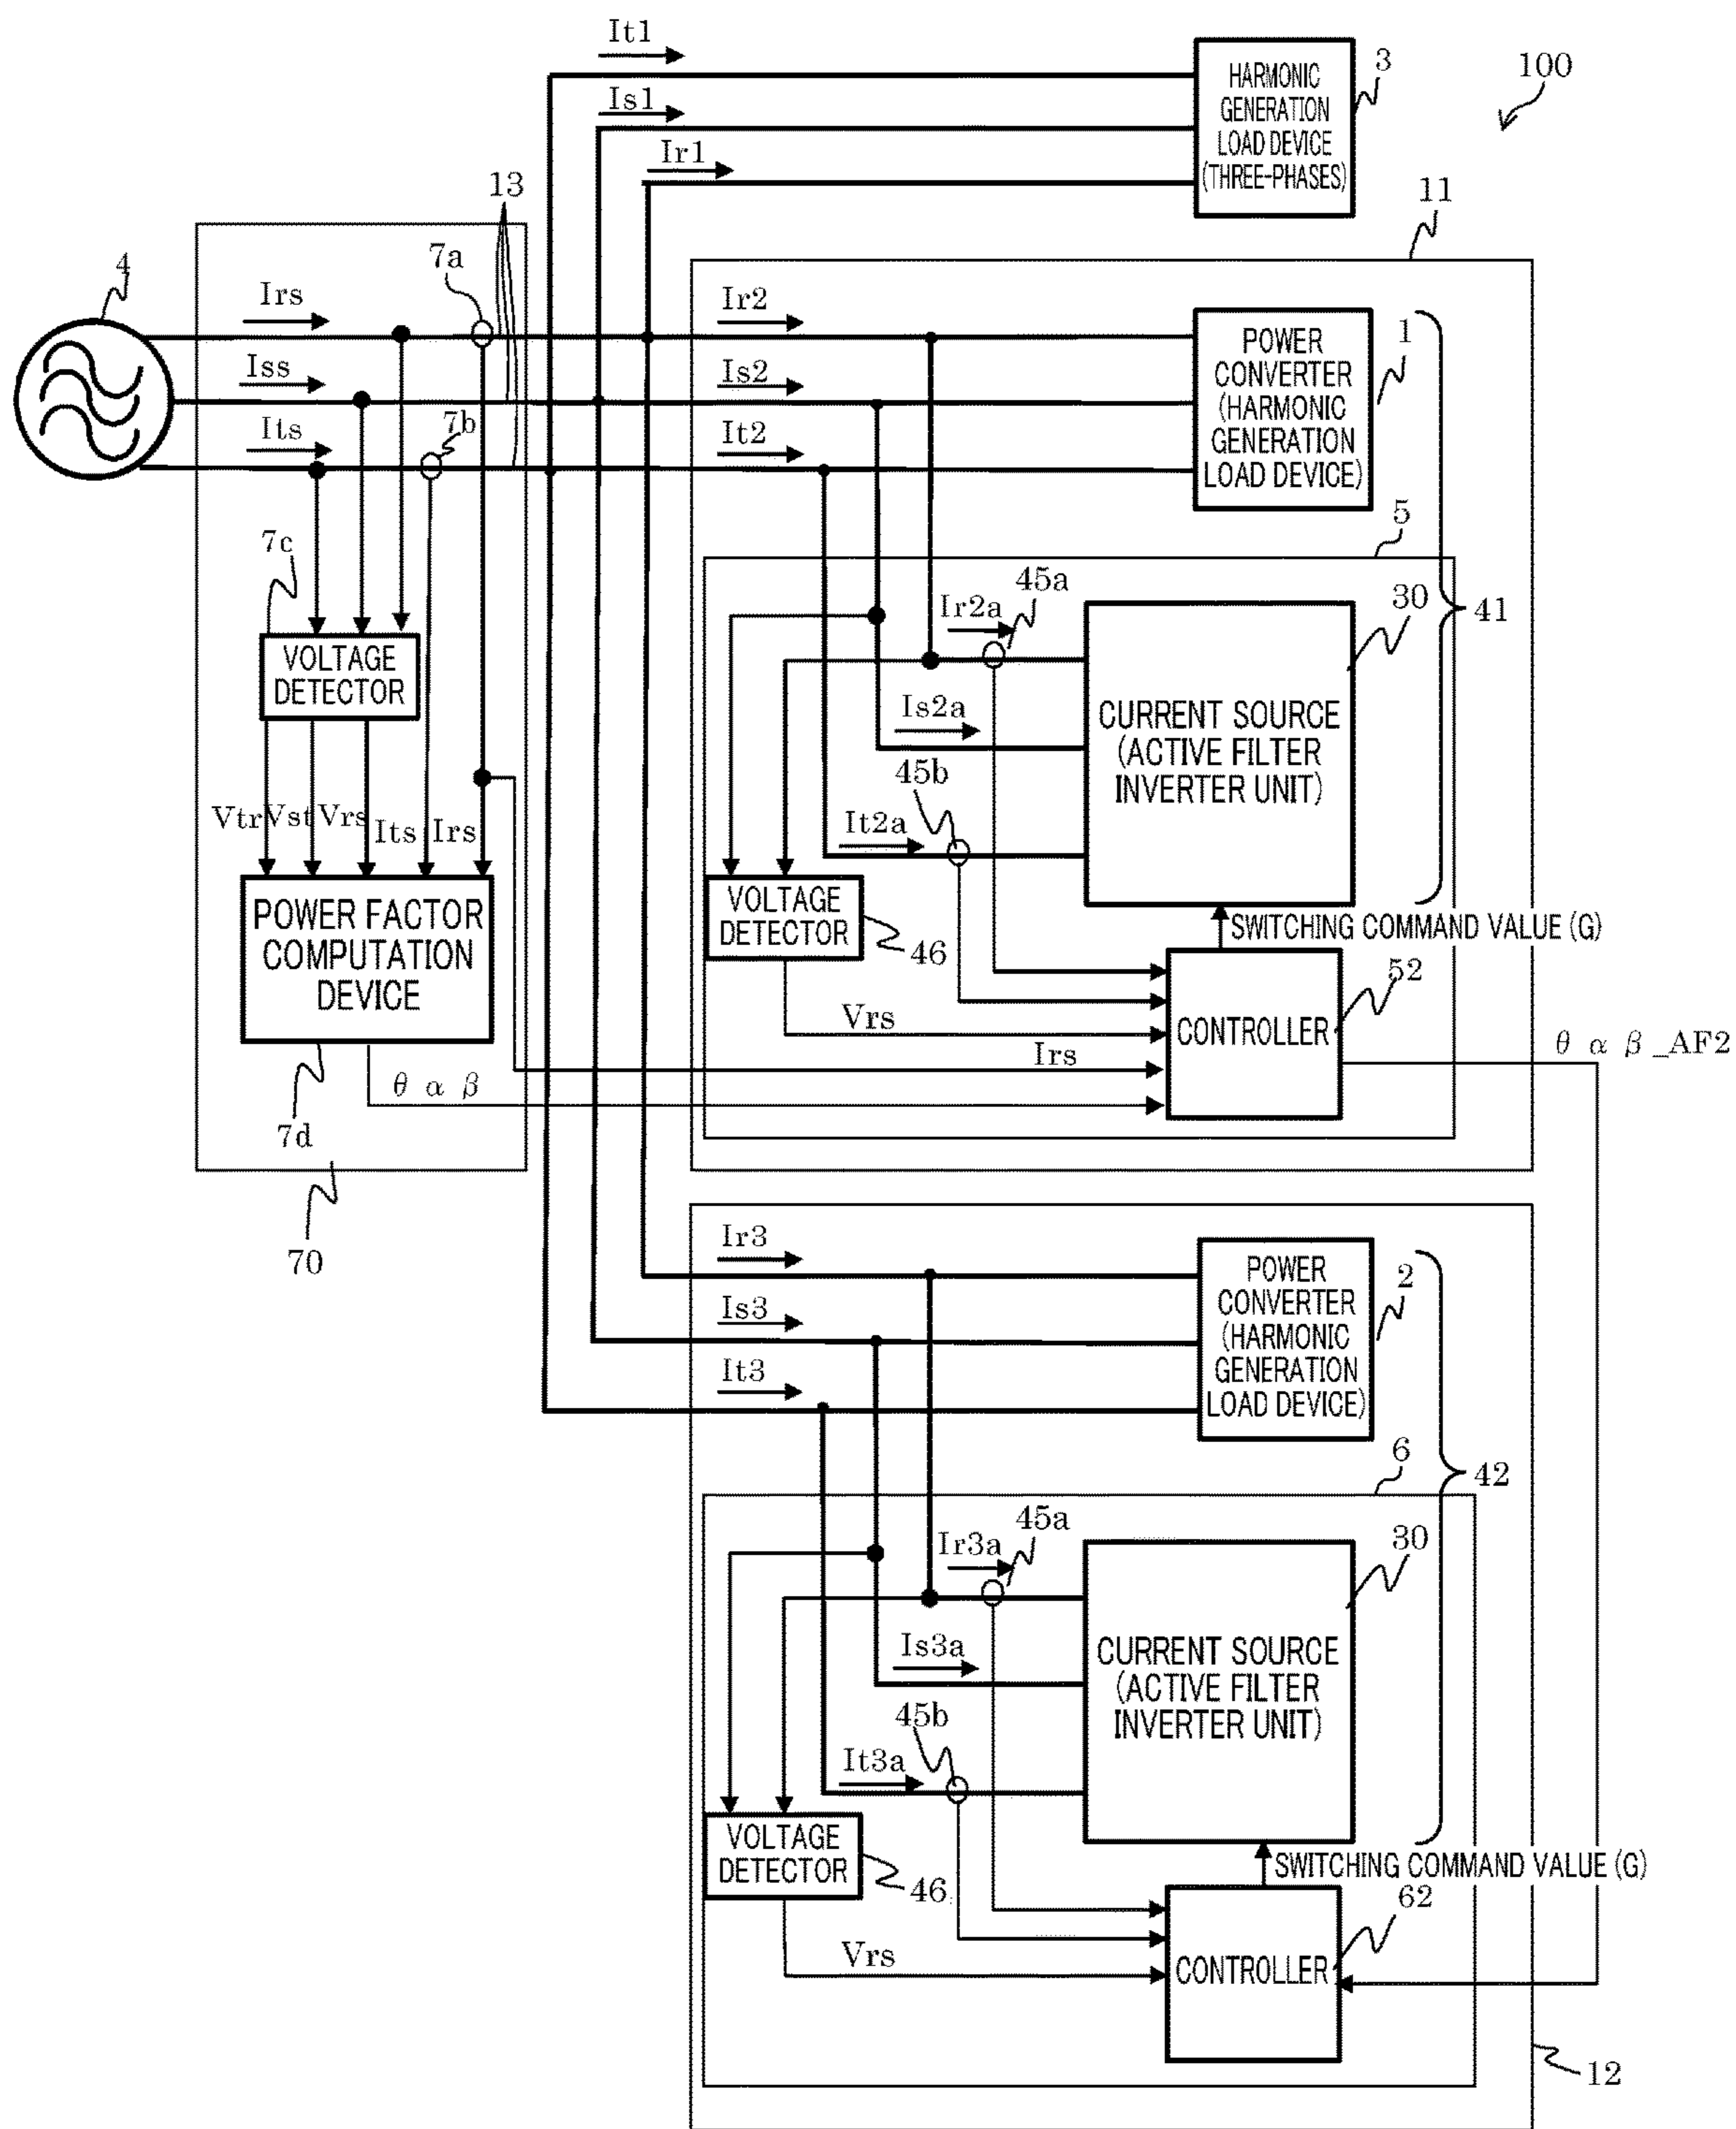 It1
Is1
Ir1
HARMONIC
GENERATION
LOAD DEVICE
(THREE-PHASES)
3
100
13
11
4
7a
Irs
Iss
Its
7b
Ir2
Is2
It2
POWER
CONVERTER
(HARMONIC
GENERATION
LOAD DEVICE)
1
5
7c
VOLTAGE
DETECTOR
Ir2a
45a
30
41
Is2a
45b
It2a
CURRENT SOURCE
(ACTIVE FILTER
INVERTER UNIT)
Vtr Vst Vrs Its Irs
POWER FACTOR
COMPUTATION
DEVICE
VOLTAGE
DETECTOR
46
SWITCHING COMMAND VALUE (G)
52
CONTROLLER
Vrs
Irs
θ α β
θ α β _AF2
7d
70
Ir3
Is3
It3
POWER
CONVERTER
(HARMONIC
GENERATION
LOAD DEVICE)
2
6
42
Ir3a
45a
30
Is3a
45b
It3a
CURRENT SOURCE
(ACTIVE FILTER
INVERTER UNIT)
VOLTAGE
DETECTOR
46
SWITCHING COMMAND VALUE (G)
62
CONTROLLER
Vrs
12